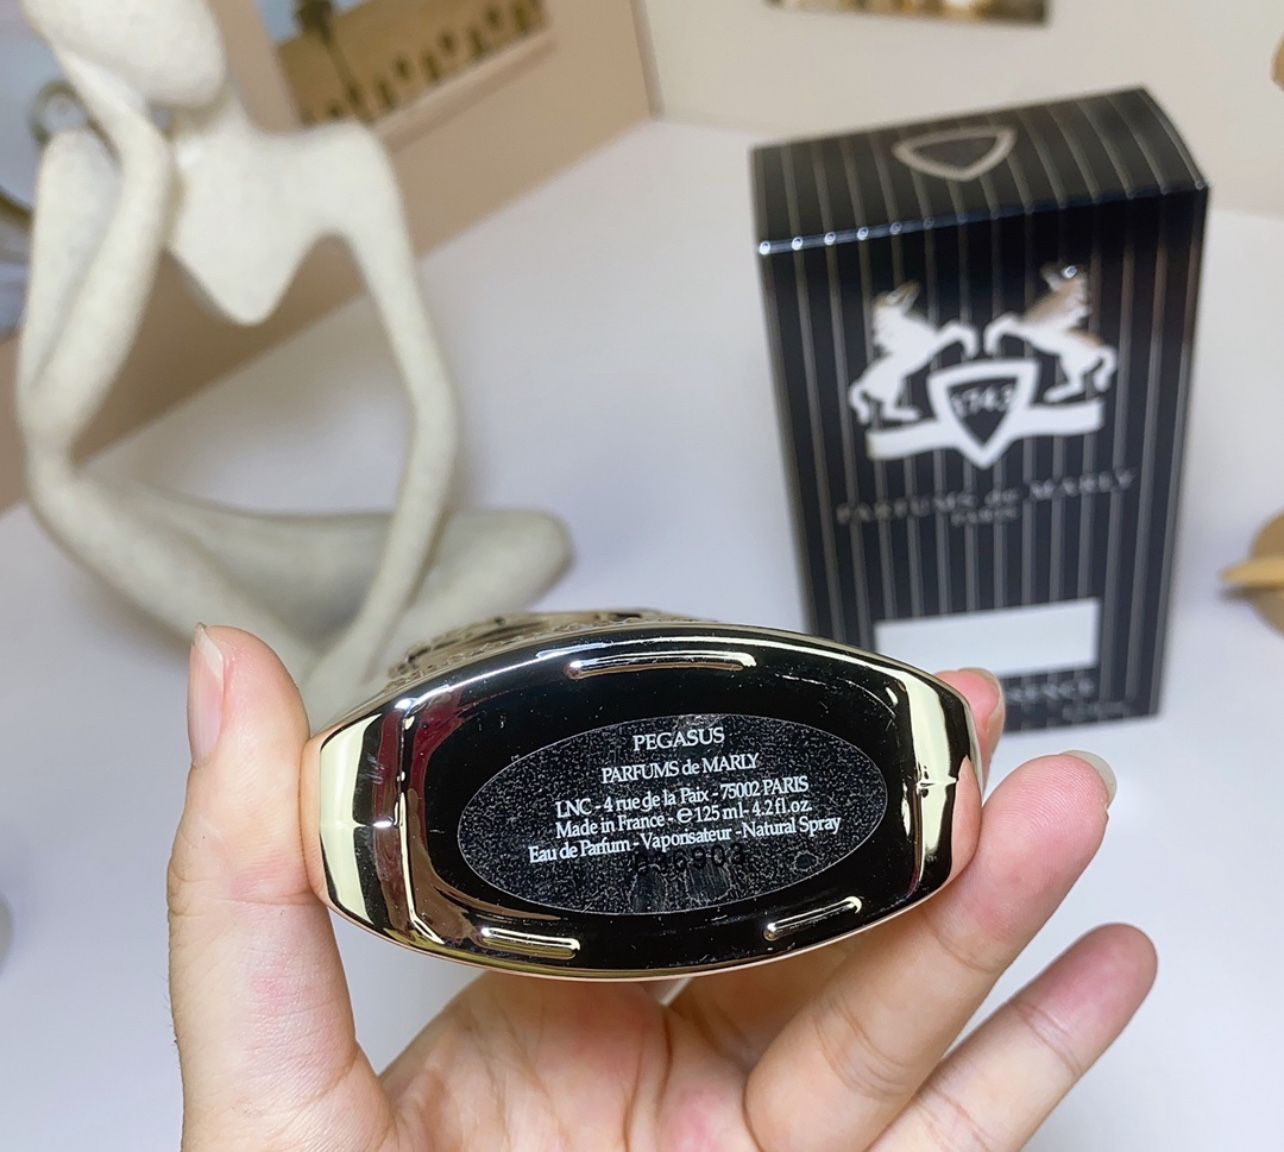 1743
PARFUMS de MARLY
PARIS
PEGASUS
PARFUMS de MARLY
LNC - 4 rue de la Paix - 75002 PARIS
Made in France - ℮ 125 ml - 4.2 fl.oz.
Eau de Parfum - Vaporisateur - Natural Spray